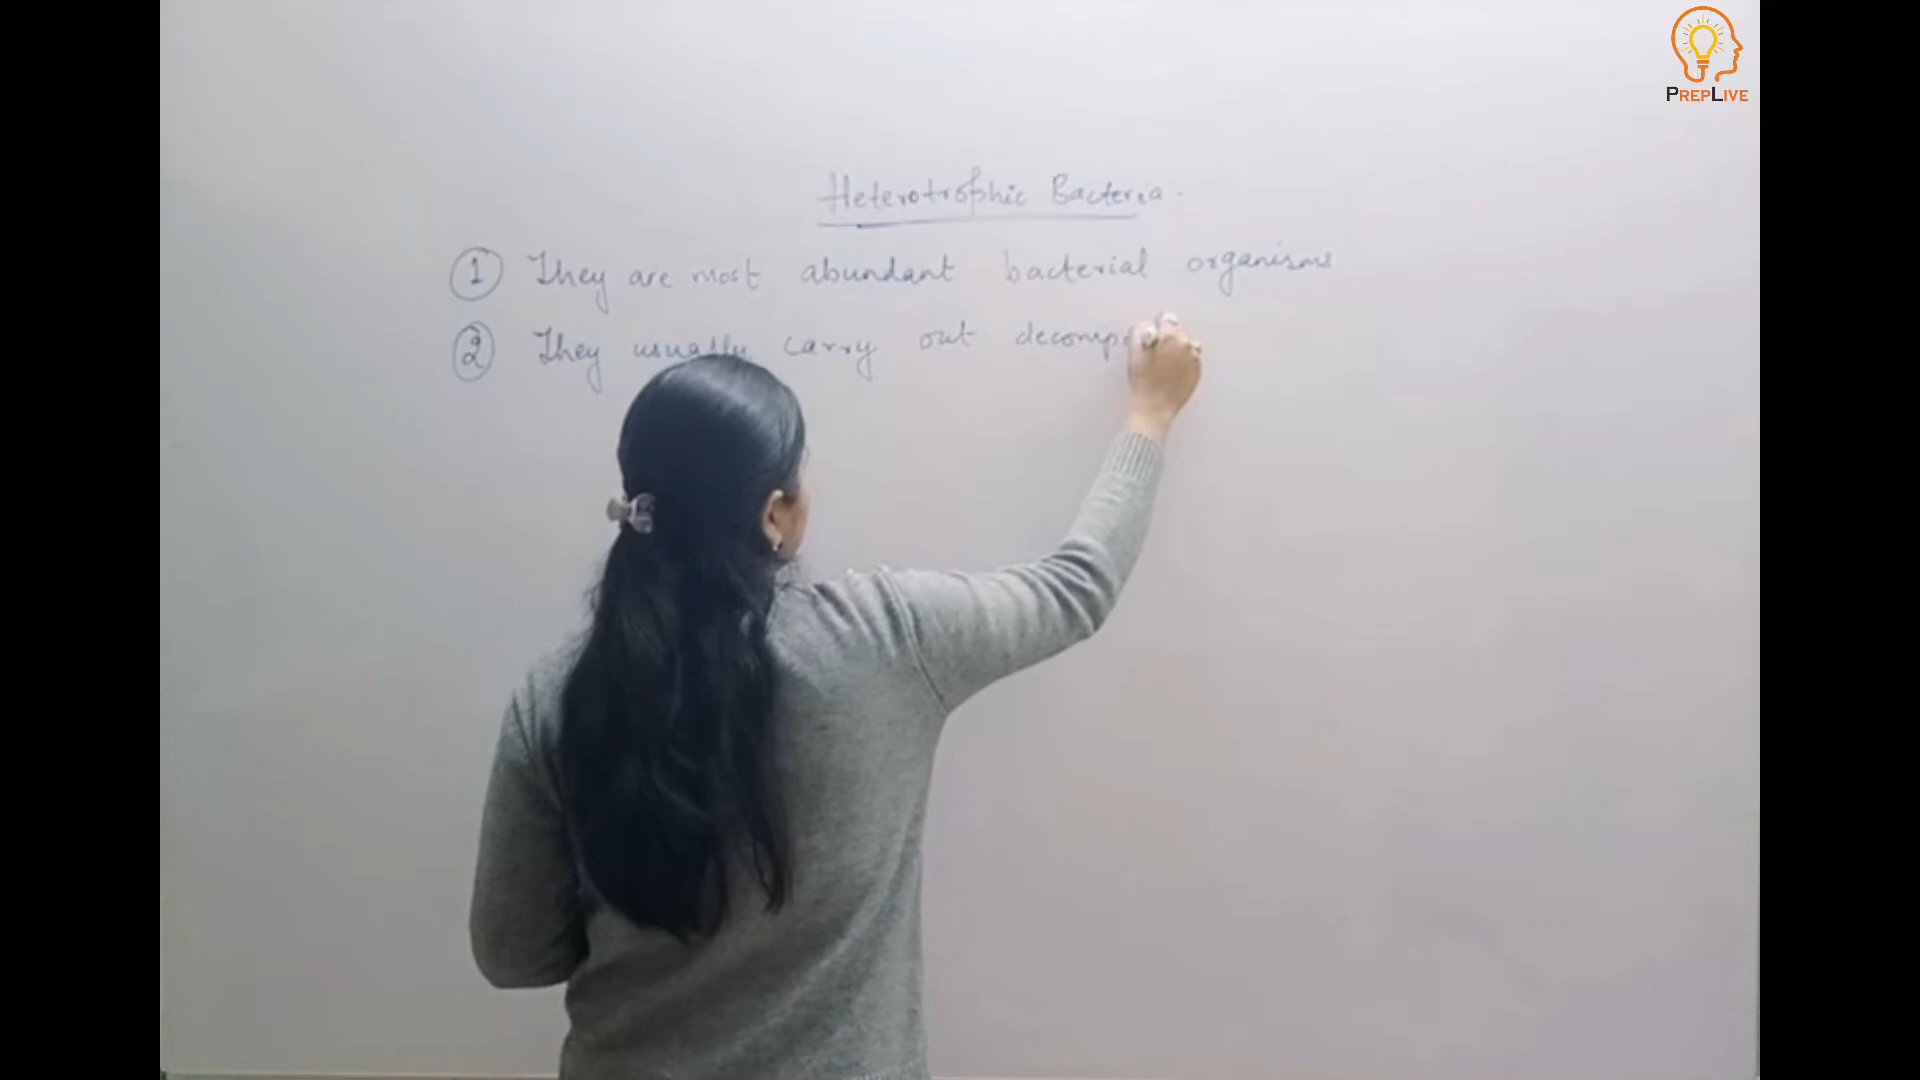 PREPLIVE
Heterotrophic Bacteria.
① They are most abundant bacterial organisms
② They usually carry out decomp